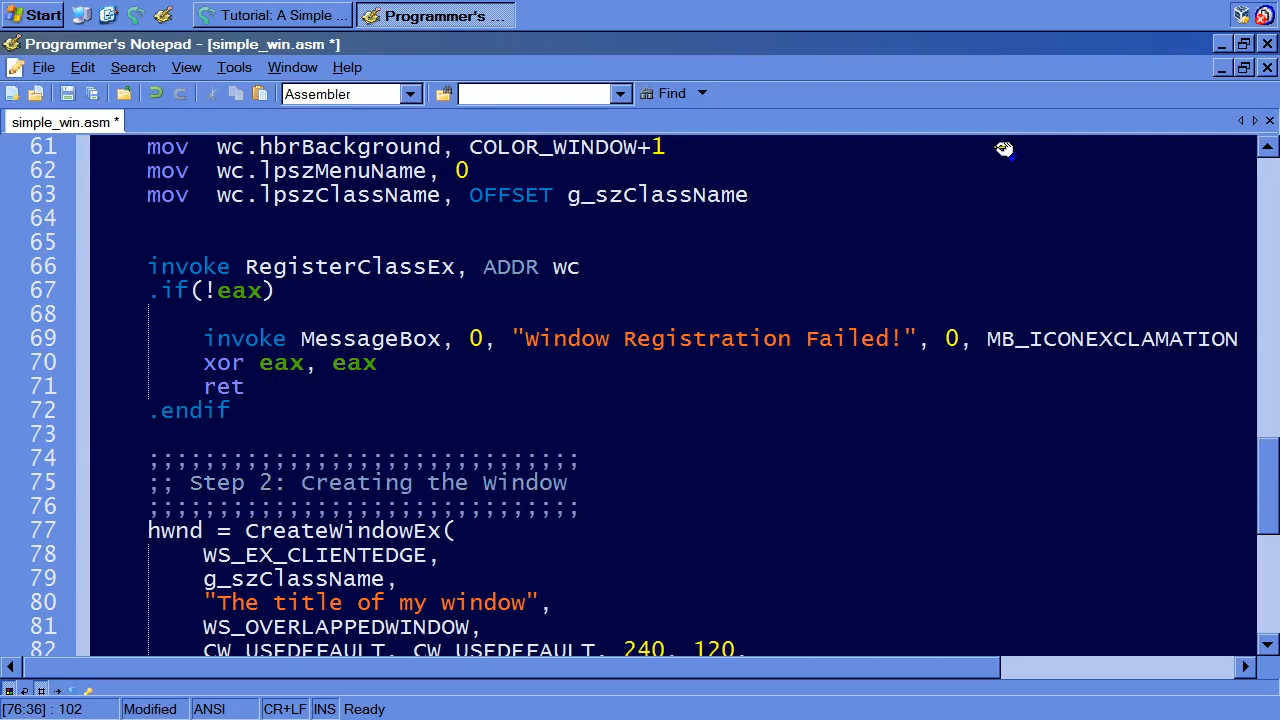 Start Tutorial: A Simple ... Programmer's ...
Programmer's Notepad - [simple_win.asm *]
File Edit Search View Tools Window Help
Assembler Find
simple_win.asm *
61 mov wc.hbrBackground, COLOR_WINDOW+1
62 mov wc.lpszMenuName, 0
63 mov wc.lpszClassName, OFFSET g_szClassName
64
65
66 invoke RegisterClassEx, ADDR wc
67 .if(!eax)
68
69 invoke MessageBox, 0, "Window Registration Failed!", 0, MB_ICONEXCLAMATION
70 xor eax, eax
71 ret
72 .endif
73
74 ;;;;;;;;;;;;;;;;;;;;;;;;;;;;;;;
75 ;; Step 2: Creating the Window
76 ;;;;;;;;;;;;;;;;;;;;;;;;;;;;;;;
77 hwnd = CreateWindowEx(
78 WS_EX_CLIENTEDGE,
79 g_szClassName,
80 "The title of my window",
81 WS_OVERLAPPEDWINDOW,
82 CW_USEDEFAULT, CW_USEDEFAULT, 240, 120,
[76:36] : 102 Modified ANSI CR+LF INS Ready